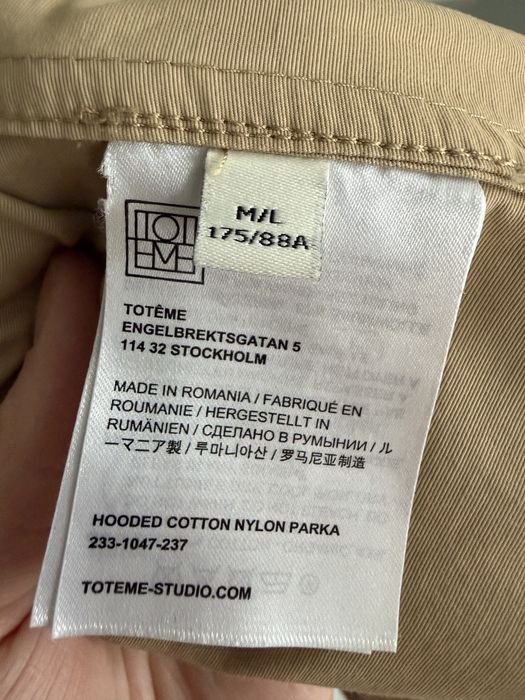 M/L
175/88A
TOT
EME
TOTÊME
ENGELBREKTSGATAN 5
114 32 STOCKHOLM
MADE IN ROMANIA / FABRIQUÉ EN
ROUMANIE / HERGESTELLT IN
RUMÄNIEN / СДЕЛАНО В РУМЫНИИ / ル
ーマニア製 / 루마니아산 / 罗马尼亚制造
HOODED COTTON NYLON PARKA
233-1047-237
TOTEME-STUDIO.COM